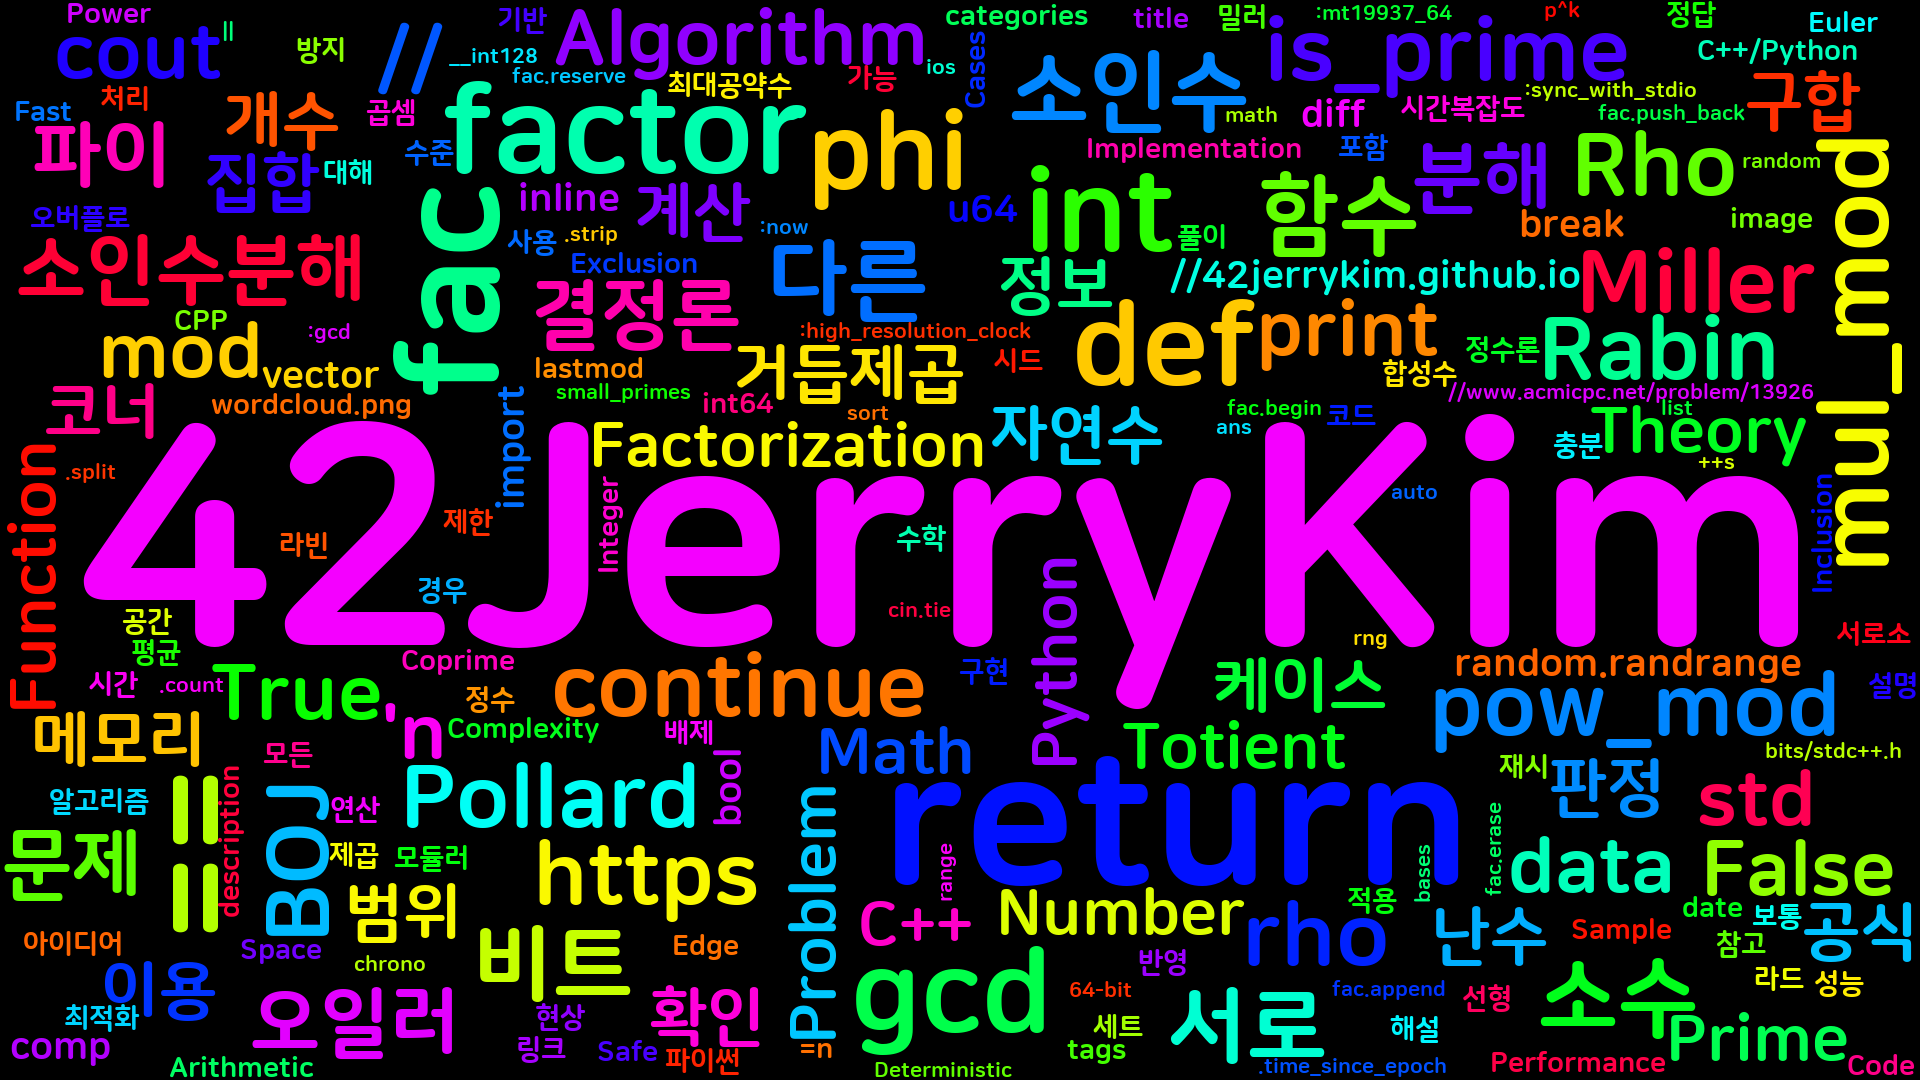 Power
cout
||
방지
//
기반
__int128
fac.reserve
Algorithm
최대공약수
가능
ios
categories
Cases
title
밀러
:mt19937_64
p^k
정답
Euler
C++/Python
is_prime
소인수
math
diff
시간복잡도
:sync_with_stdio
fac.push_back
구합
Fast
처리
파이
개수
곱셈
factor
phi
집합
대해
수준
Implementation
포함
분해
Rho
random
mul_mod
오버플로
fac
inline
계산
u64
int
함수
break
image
소인수분해
사용
.strip
:now
Exclusion
다른
풀이
정보
//42jerrykim.github.io
Miller
CPP
mod
:gcd
결정론
:high_resolution_clock
def
print
정수론
Rabin
vector
lastmod
거듭제곱
시드
합성수
코너
wordcloud.png
import
small_primes
int64
sort
//www.acmicpc.net/problem/13926
fac.begin
코드
list
Theory
ans
자연수
Factorization
충분
++s
Function
.split
42JerryKim
Integer
auto
Inclusion
라빈
제한
수학
경우
Python
cin.tie
공간
평균
rng
서로소
시간
.count
True
Coprime
정수
continue
구현
케이스
random.randrange
설명
'n
메모리
모든
Complexity
배제
Math
Totient
pow_mod
bits/stdc++.h
알고리즘
||
||
description
BOJ
연산
Pollard
bool
Problem
return
재시
판정
std
문제
제곱
모듈러
https
range
bases
fac.erase
data
False
범위
C++
Number
rho
적용
난수
date
보통
공식
아이디어
Space
chrono
비트
Edge
gcd
반영
Sample
참고
이용
오일러
현상
확인
64-bit
fac.append
선형
소수
라드
성능
최적화
comp
링크
Safe
파이썬
=n
세트
tags
서로
해설
Prime
Arithmetic
Deterministic
.time_since_epoch
Performance
Code